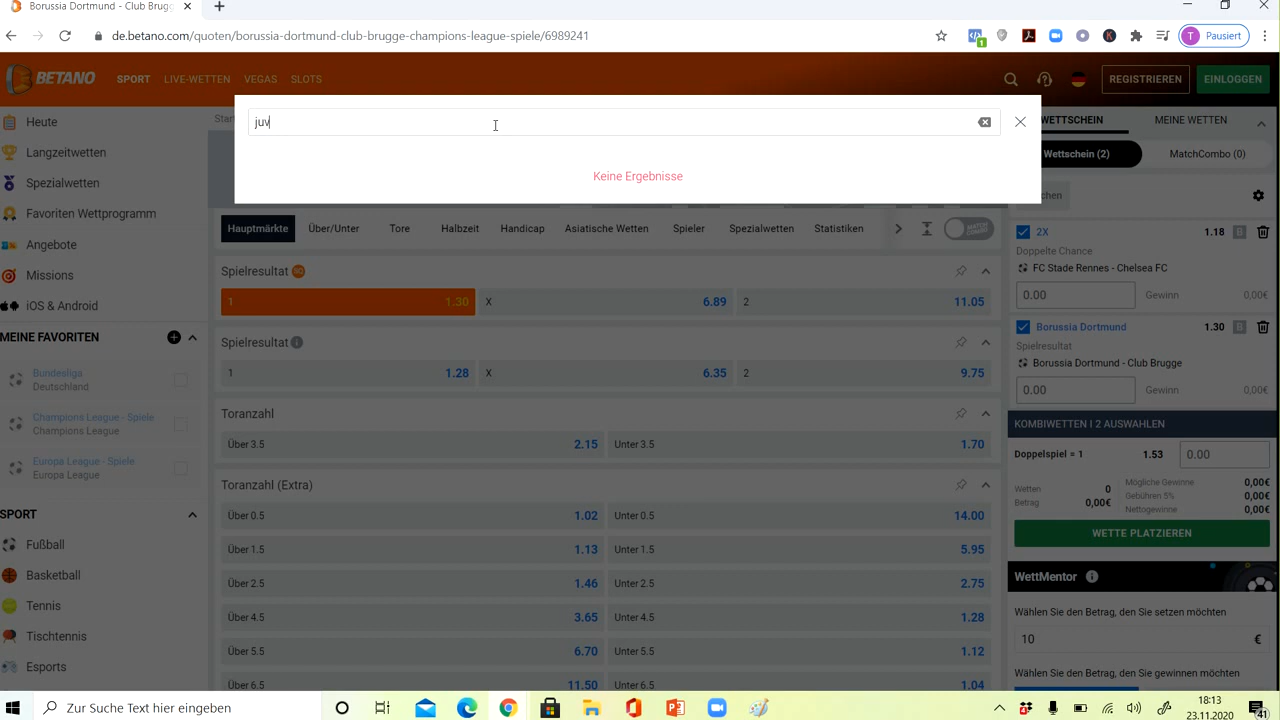 Borussia Dortmund - Club Brugg
de.betano.com/quoten/borussia-dortmund-club-brugge-champions-league-spiele/6989241
1
K
T Pausiert
BETANO
SPORT LIVE-WETTEN VEGAS SLOTS
REGISTRIEREN EINLOGGEN
juv
Keine Ergebnisse
Heute
Langzeitwetten
Spezialwetten
Favoriten Wettprogramm
Angebote
Missions
iOS & Android
MEINE FAVORITEN
Bundesliga
Deutschland
Champions League - Spiele
Champions League
Europa League - Spiele
Europa League
SPORT
Fußball
Basketball
Tennis
Tischtennis
Esports
Start
Hauptmärkte Über/Unter Tore Halbzeit Handicap Asiatische Wetten Spieler Spezialwetten Statistiken
MATCH COMBO
Spielresultat SO
1 1.30 X 6.89 2 11.05
Spielresultat
1 1.28 X 6.35 2 9.75
Toranzahl
Über 3.5 2.15 Unter 3.5 1.70
Toranzahl (Extra)
Über 0.5 1.02 Unter 0.5 14.00
Über 1.5 1.13 Unter 1.5 5.95
Über 2.5 1.46 Unter 2.5 2.75
Über 4.5 3.65 Unter 4.5 1.28
Über 5.5 6.70 Unter 5.5 1.12
Über 6.5 11.50 Unter 6.5 1.04
WETTSCHEIN MEINE WETTEN
Wettschein (2) MatchCombo (0)
chen
2X 1.18 B
Doppelte Chance
FC Stade Rennes - Chelsea FC
0.00 Gewinn 0,00€
Borussia Dortmund 1.30 B
Spielresultat
Borussia Dortmund - Club Brugge
0.00 Gewinn 0,00€
KOMBIWETTEN I 2 AUSWAHLEN
Doppelspiel = 1 1.53 0.00
Wetten 0
Betrag 0,00€
Mögliche Gewinne 0,00€
Gebühren 5% 0,00€
Nettogewinne 0,00€
WETTE PLATZIEREN
WettMentor
Wählen Sie den Betrag, den Sie setzen möchten
10 €
Wählen Sie den Betrag, den Sie gewinnen möchten
Zur Suche Text hier eingeben
18:13
23.11.2020
41